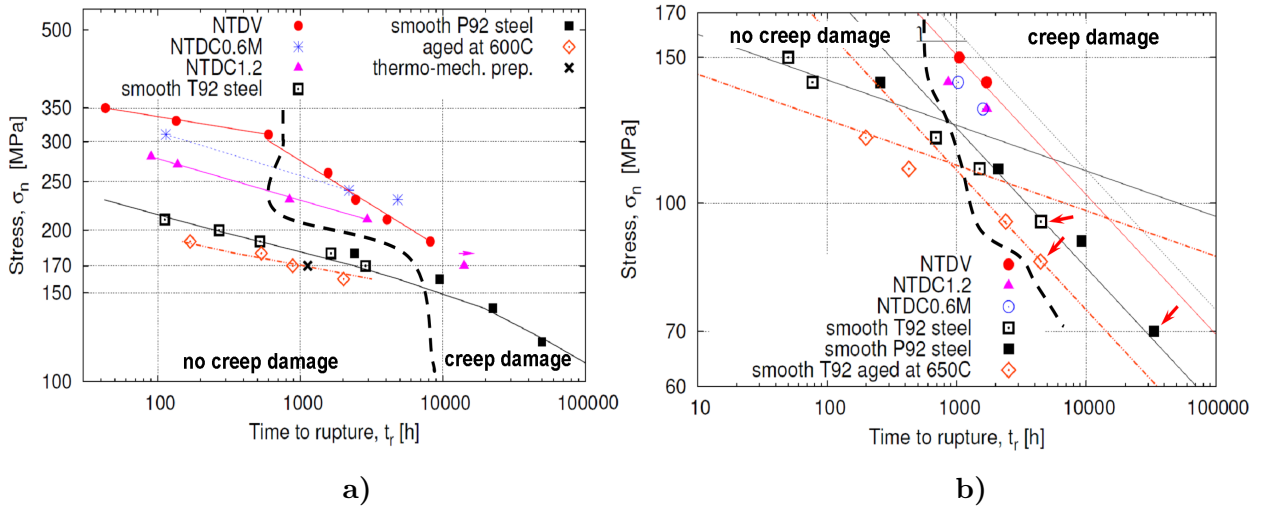 500
350
300
250
200
170
150
100
Stress, σn [MPa]
NTDV
NTDC0.6M
NTDC1.2
smooth T92 steel
smooth P92 steel
aged at 600C
thermo-mech. prep.
no creep damage
creep damage
100 1000 10000 100000
Time to rupture, tr [h]
a)
170
150
100
70
60
Stress, σn [MPa]
no creep damage
creep damage
NTDV
NTDC1.2
NTDC0.6M
smooth T92 steel
smooth P92 steel
smooth T92 aged at 650C
10 100 1000 10000 100000
Time to rupture, tr [h]
b)